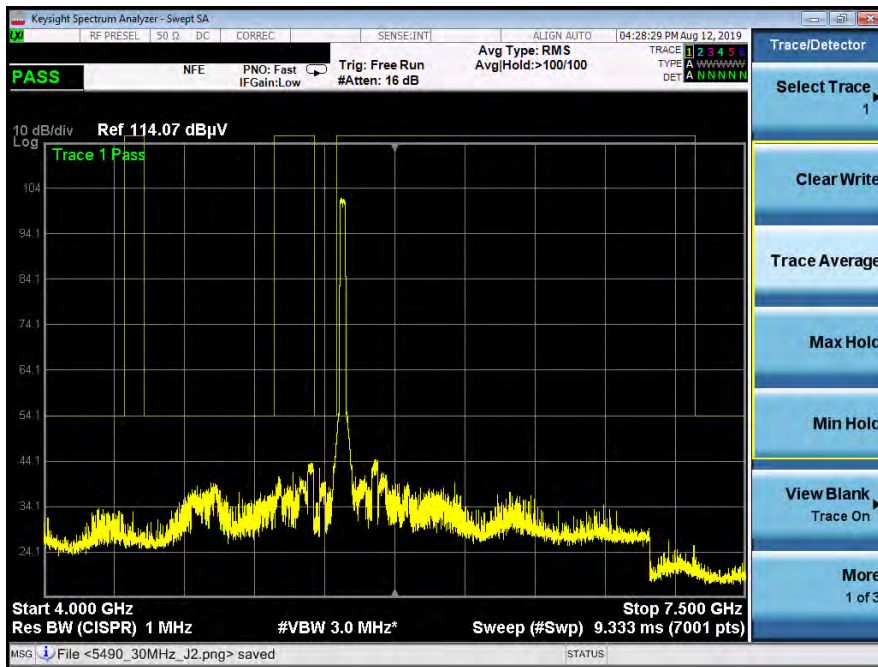 Keysight Spectrum Analyzer - Swept SA
LXI RF PRESEL 50 Ω DC CORREC SENSE:INT ALIGN AUTO 04:28:29 PM Aug 12, 2019
PASS
NFE
PNO: Fast
IFGain:Low
Trig: Free Run
#Atten: 16 dB
Avg Type: RMS
Avg|Hold:>100/100
TRACE 1 2 3 4 5 6
TYPE A WWWWW
DET A N N N N N
10 dB/div Ref 114.07 dBµV
Log
Trace 1 Pass
104
94.1
84.1
74.1
64.1
54.1
44.1
34.1
24.1
Start 4.000 GHz Stop 7.500 GHz
Res BW (CISPR) 1 MHz #VBW 3.0 MHz* Sweep (#Swp) 9.333 ms (7001 pts)
MSG File <5490_30MHz_J2.png> saved STATUS
Trace/Detector
Select Trace
1
Clear Write
Trace Average
Max Hold
Min Hold
View Blank
Trace On
More
1 of 3